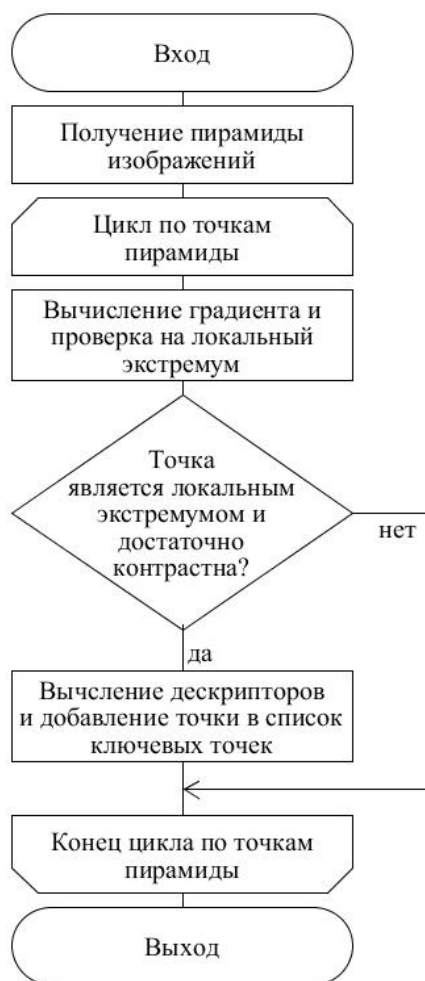 Вход
Получение пирамиды
изображений
Цикл по точкам
пирамиды
Вычисление градиента и
проверка на локальный
экстремум
Точка
является локальным
экстремумом и
достаточно
контрастна?
нет
да
Вычсление дескрипторов
и добавление точки в список
ключевых точек
Конец цикла по точкам
пирамиды
Выход